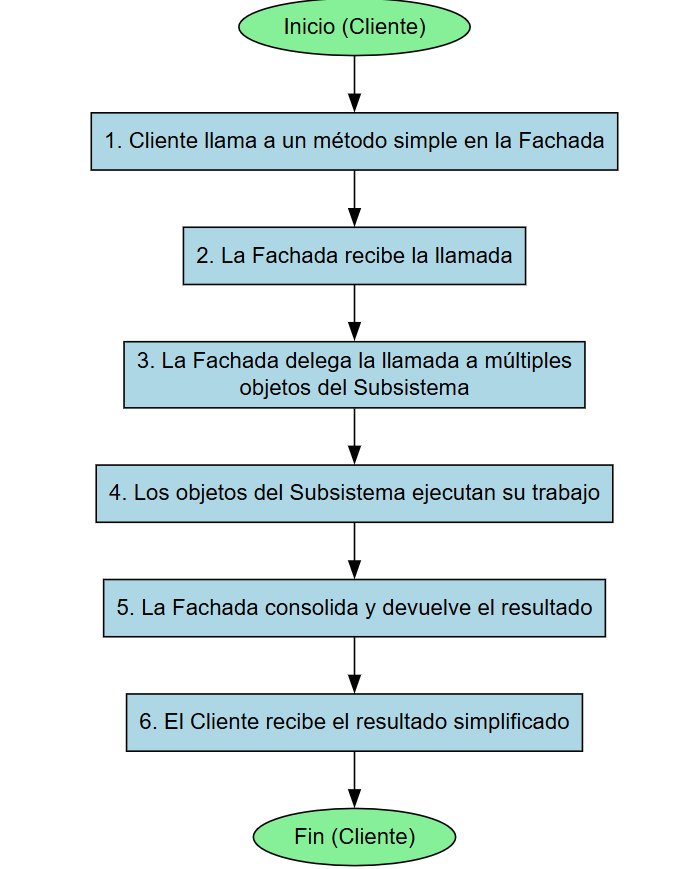 Inicio (Cliente)
1. Cliente llama a un método simple en la Fachada
2. La Fachada recibe la llamada
3. La Fachada delega la llamada a múltiples
objetos del Subsistema
4. Los objetos del Subsistema ejecutan su trabajo
5. La Fachada consolida y devuelve el resultado
6. El Cliente recibe el resultado simplificado
Fin (Cliente)